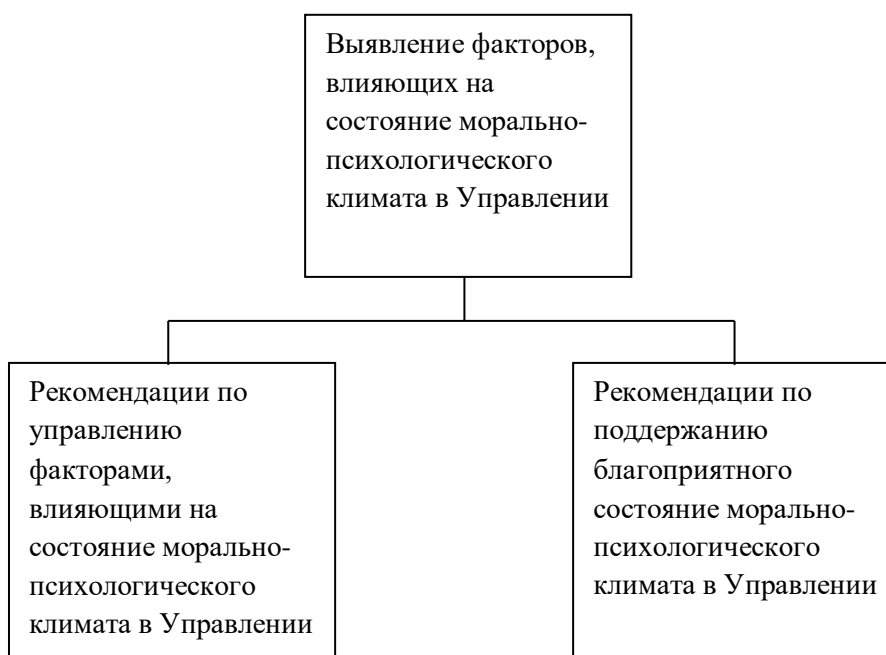 Выявление факторов,
влияющих на
состояние морально-
психологического
климата в Управлении
Рекомендации по
управлению
факторами,
влияющими на
состояние морально-
психологического
климата в Управлении
Рекомендации по
поддержанию
благоприятного
состояние морально-
психологического
климата в Управлении